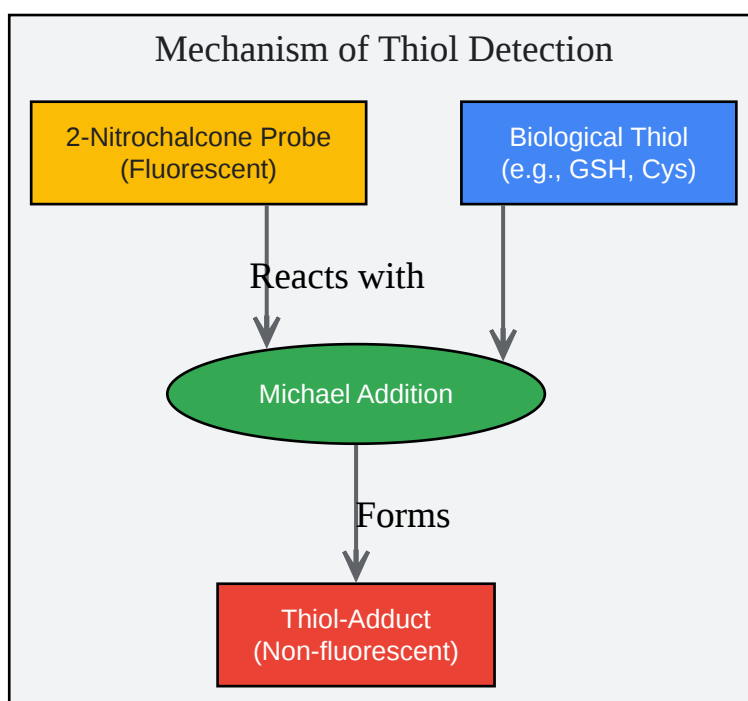 Mechanism of Thiol Detection
2-Nitrochalcone Probe
(Fluorescent)
Biological Thiol
(e.g., GSH, Cys)
Reacts with
Michael Addition
Forms
Thiol-Adduct
(Non-fluorescent)